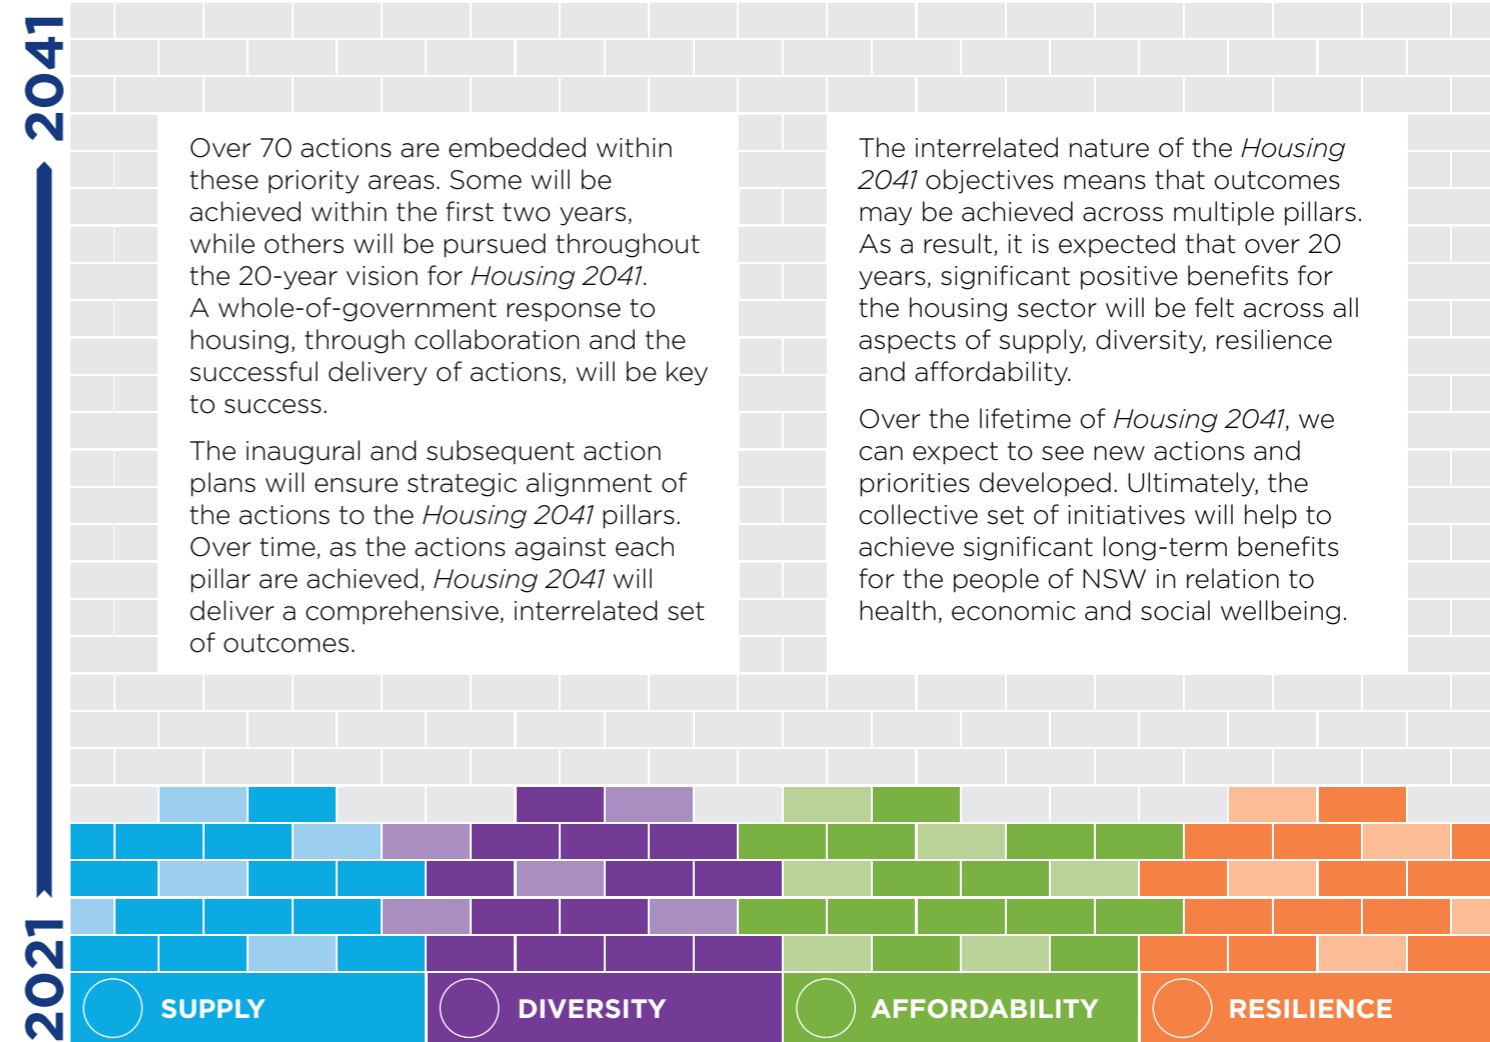 2041
Over 70 actions are embedded within
these priority areas. Some will be
achieved within the first two years,
while others will be pursued throughout
the 20-year vision for Housing 2041.
A whole-of-government response to
housing, through collaboration and the
successful delivery of actions, will be key
to success.
The inaugural and subsequent action
plans will ensure strategic alignment of
the actions to the Housing 2041 pillars.
Over time, as the actions against each
pillar are achieved, Housing 2041 will
deliver a comprehensive, interrelated set
of outcomes.
The interrelated nature of the Housing
2041 objectives means that outcomes
may be achieved across multiple pillars.
As a result, it is expected that over 20
years, significant positive benefits for
the housing sector will be felt across all
aspects of supply, diversity, resilience
and affordability.
Over the lifetime of Housing 2041, we
can expect to see new actions and
priorities developed. Ultimately, the
collective set of initiatives will help to
achieve significant long-term benefits
for the people of NSW in relation to
health, economic and social wellbeing.
2021
SUPPLY
DIVERSITY
AFFORDABILITY
RESILIENCE